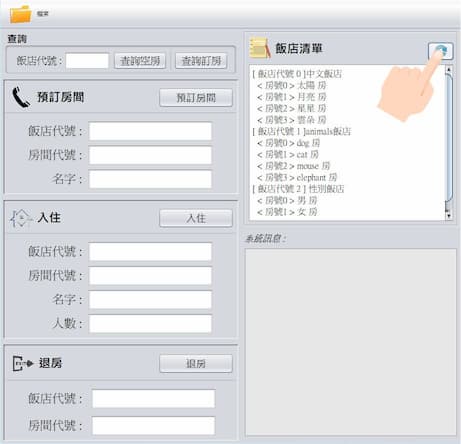 檔案
查詢
飯店代號: 查詢空房 查詢訂房
預訂房間 預訂房間
飯店代號:
房間代號:
名字:
入住 入住
飯店代號:
房間代號:
名字:
人數:
EXIT 退房 退房
飯店代號:
房間代號:
飯店清單
[ 飯店代號 0 ]中文飯店
< 房號0 > 太陽 房
< 房號1 > 月亮 房
< 房號2 > 星星 房
< 房號3 > 雲朵 房
[ 飯店代號 1 ]animals飯店
< 房號0 > dog 房
< 房號1 > cat 房
< 房號2 > mouse 房
< 房號3 > elephant 房
[ 飯店代號 2 ] 性別飯店
< 房號0 > 男 房
< 房號1 > 女 房
系統訊息: